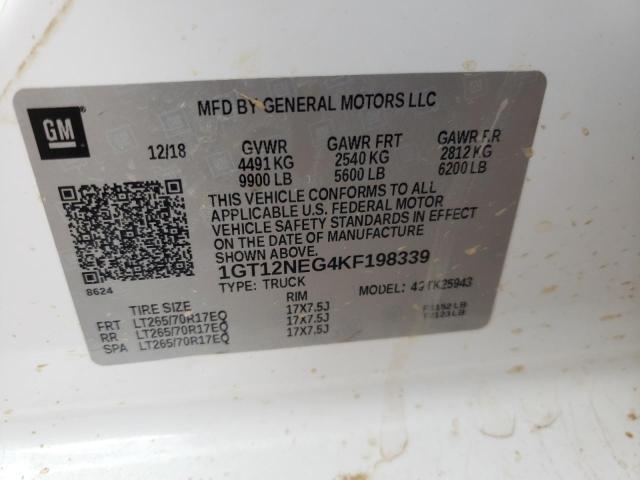 GM
MFD BY GENERAL MOTORS LLC
12/18 GVWR GAWR FRT GAWR RR
4491 KG 2540 KG 2812 KG
9900 LB 5600 LB 6200 LB
THIS VEHICLE CONFORMS TO ALL
APPLICABLE U.S. FEDERAL MOTOR
VEHICLE SAFETY STANDARDS IN EFFECT
ON THE DATE OF MANUFACTURE
SHOWN ABOVE.
8624
1GT12NEG4KF198339
TYPE: TRUCK MODEL: 4GTK25943
TIRE SIZE RIM
FRT LT265/70R17EQ 17X7.5J
RR LT265/70R17EQ 17X7.5J
SPA LT265/70R17EQ 17X7.5J